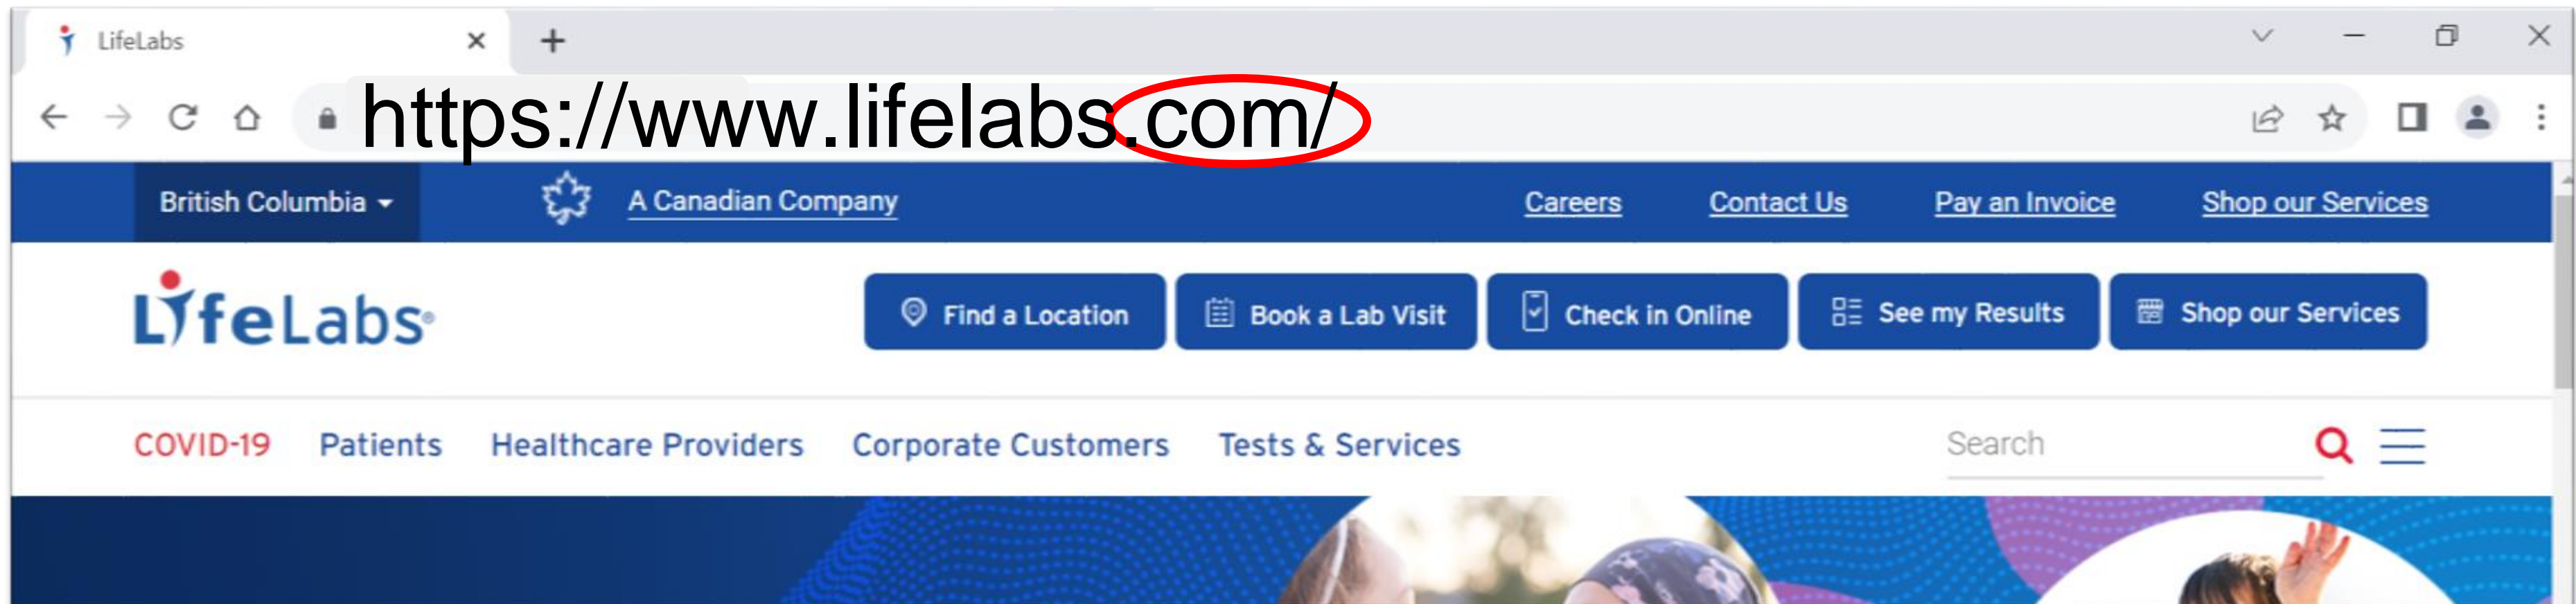 LifeLabs
https://www.lifelabs.com/
British Columbia A Canadian Company Careers Contact Us Pay an Invoice Shop our Services
LifeLabs® Find a Location Book a Lab Visit Check in Online See my Results Shop our Services
COVID-19 Patients Healthcare Providers Corporate Customers Tests & Services Search